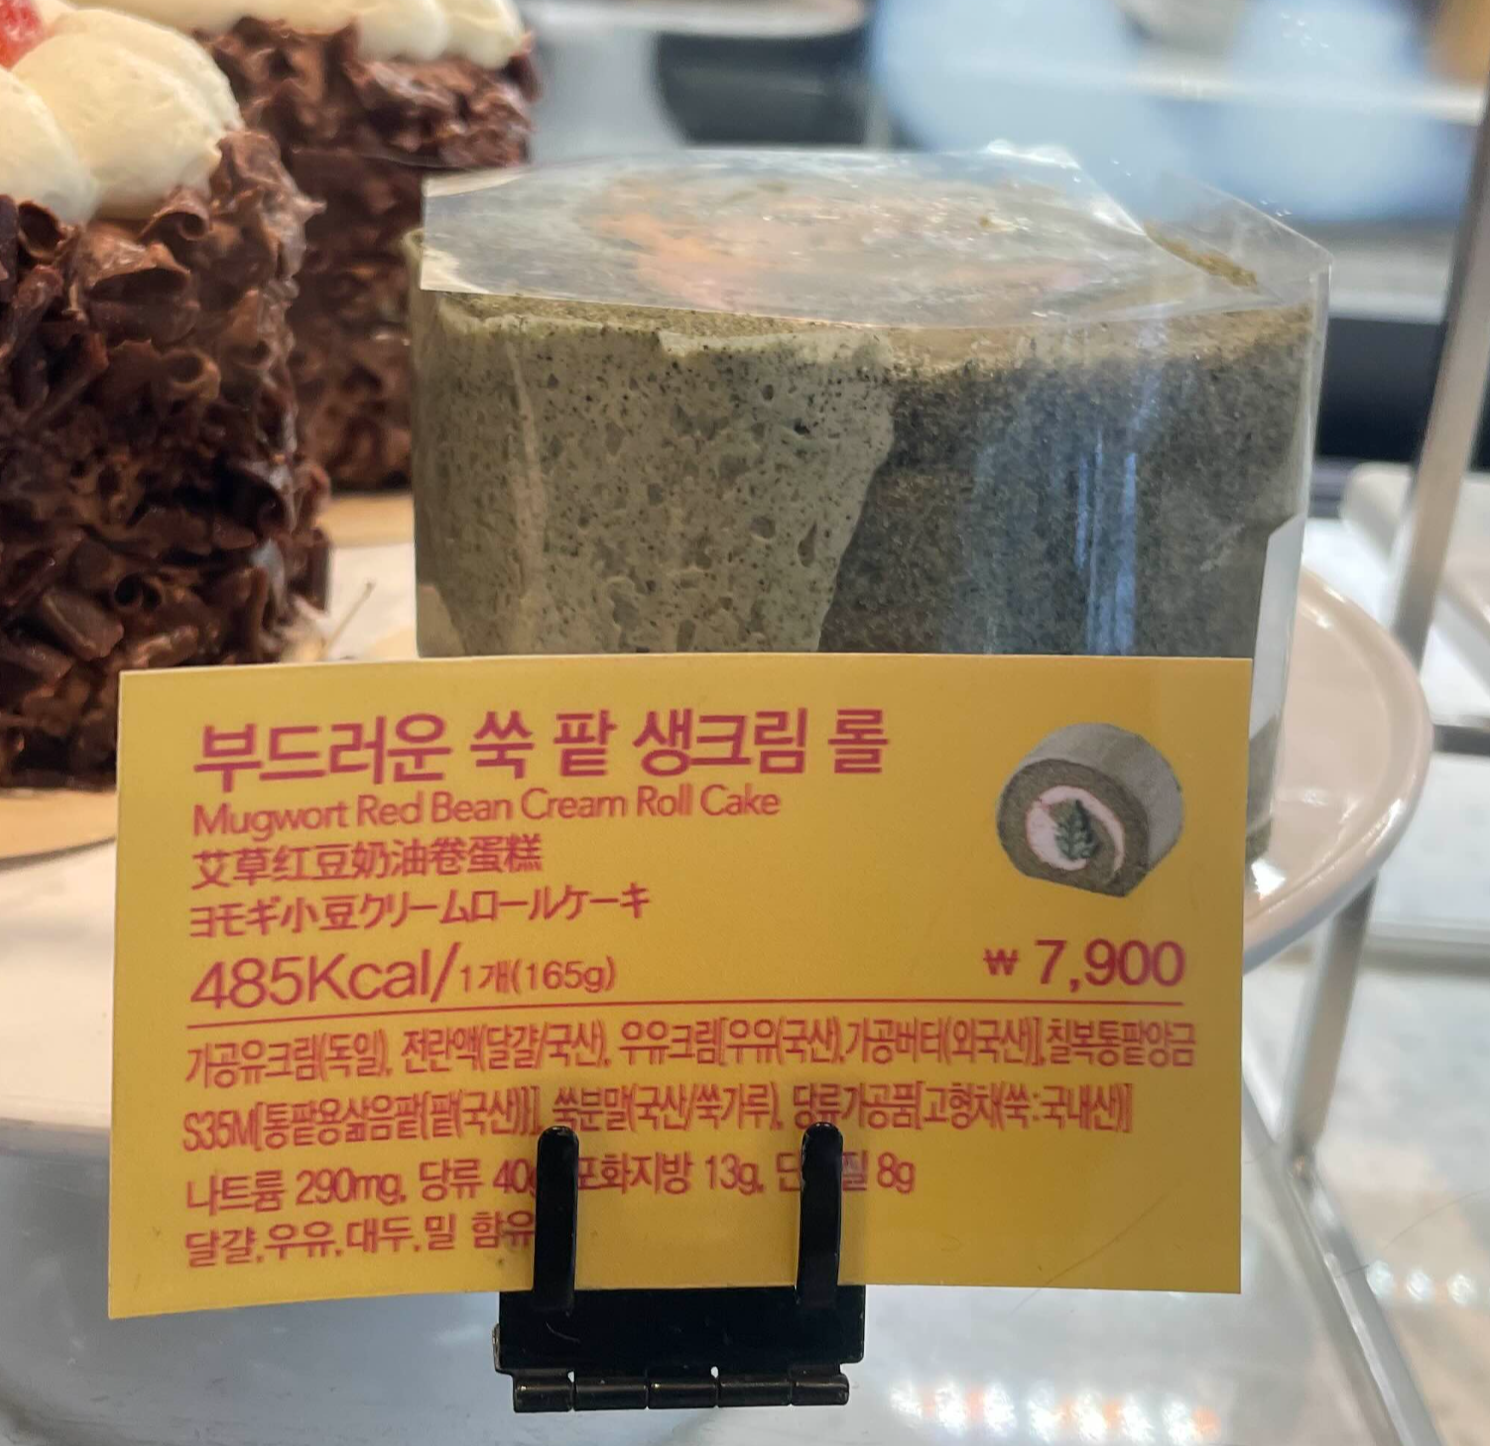 부드러운 쑥 팥 생크림 롤
Mugwort Red Bean Cream Roll Cake
艾草红豆奶油卷蛋糕
ヨモギ小豆クリームロールケーキ
485Kcal/1개(165g)
₩ 7,900
가공유크림(독일), 전란액(달걀/국산), 우유크림[우유(국산),가공버터(외국산)],칠복통팥앙금
S35M[통팥용삶음팥{팥(국산)}], 쑥분말(국산/쑥가루), 당류가공품[고형차(쑥:국내산)]
나트륨 290mg, 당류 40g 포화지방 13g, 8g
달걀,우유,대두,밀 함유